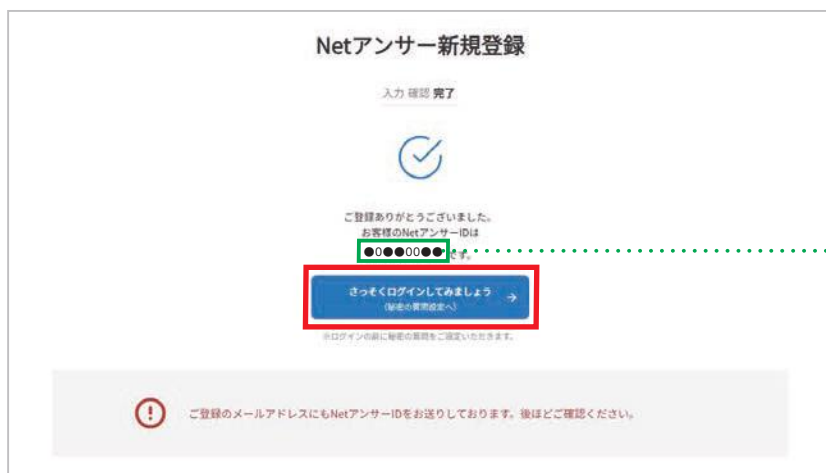 Netアンサー新規登録
入力 確認 完了
ご登録ありがとうございました。
お客様のNetアンサーIDは
●0●●00●●です。
さっそくログインしてみましょう →
(秘密の質問設定へ)
※ログインの前に秘密の質問をご設定いただきます。
ご登録のメールアドレスにもNetアンサーIDをお送りしております。後ほどご確認ください。